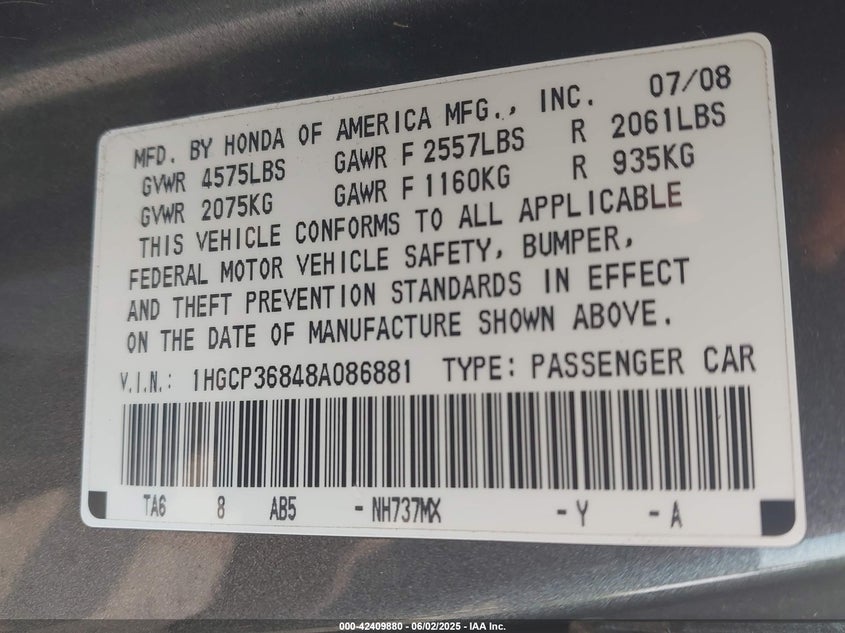 07/08
MFD. BY HONDA OF AMERICA MFG., INC.
GVWR 4575LBS GAWR F 2557LBS R 2061LBS
GVWR 2075KG GAWR F 1160KG R 935KG
THIS VEHICLE CONFORMS TO ALL APPLICABLE
FEDERAL MOTOR VEHICLE SAFETY, BUMPER,
AND THEFT PREVENTION STANDARDS IN EFFECT
ON THE DATE OF MANUFACTURE SHOWN ABOVE.
V.I.N.: 1HGCP36848A086881 TYPE: PASSENGER CAR
TA6 8 AB5 - NH737MX - Y - A
000-42409880 - 06/02/2025 - IAA Inc.